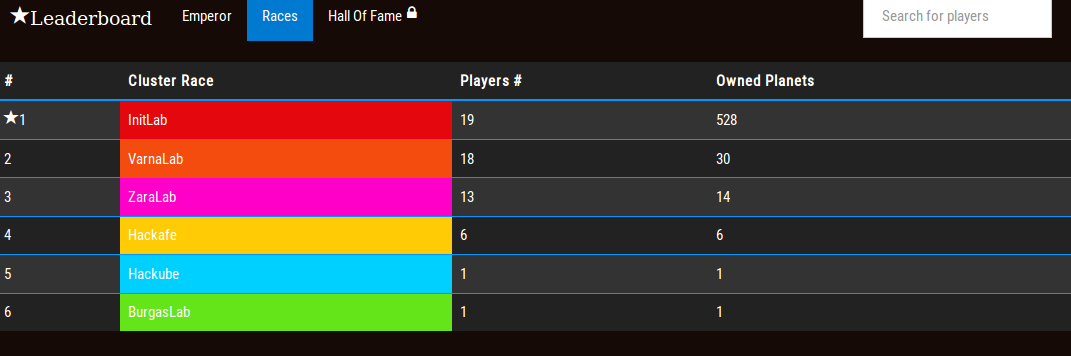 ★Leaderboard Emperor Races Hall Of Fame Search for players
# Cluster Race Players # Owned Planets
★1 InitLab 19 528
2 VarnaLab 18 30
3 ZaraLab 13 14
4 Hackafe 6 6
5 Hackube 1 1
6 BurgasLab 1 1